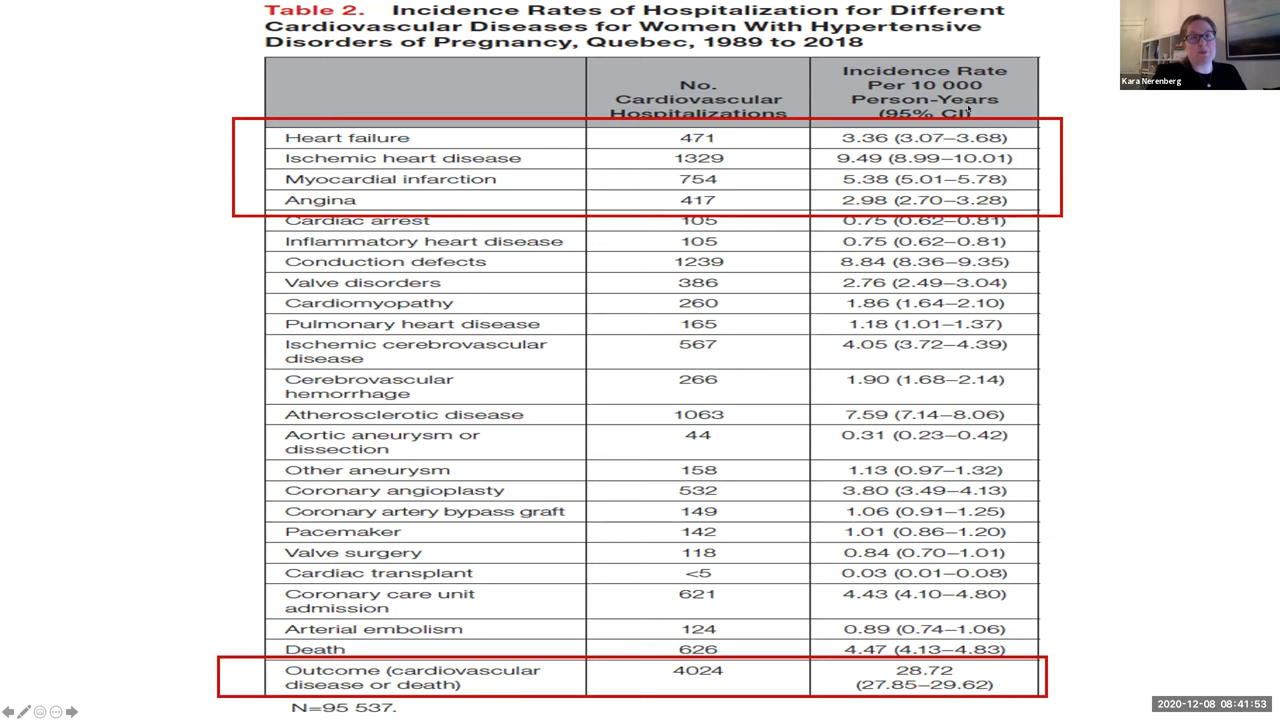 Table 2. Incidence Rates of Hospitalization for Different
Cardiovascular Diseases for Women With Hypertensive
Disorders of Pregnancy, Quebec, 1989 to 2018
No. Cardiovascular Hospitalizations Incidence Rate Per 10 000 Person-Years (95% CI)
Heart failure 471 3.36 (3.07–3.68)
Ischemic heart disease 1329 9.49 (8.99–10.01)
Myocardial infarction 754 5.38 (5.01–5.78)
Angina 417 2.98 (2.70–3.28)
Cardiac arrest 105 0.75 (0.62–0.81)
Inflammatory heart disease 105 0.75 (0.62–0.81)
Conduction defects 1239 8.84 (8.36–9.35)
Valve disorders 386 2.76 (2.49–3.04)
Cardiomyopathy 260 1.86 (1.64–2.10)
Pulmonary heart disease 165 1.18 (1.01–1.37)
Ischemic cerebrovascular 567 4.05 (3.72–4.39)
disease
Cerebrovascular 266 1.90 (1.68–2.14)
hemorrhage
Atherosclerotic disease 1063 7.59 (7.14–8.06)
Aortic aneurysm or 44 0.31 (0.23–0.42)
dissection
Other aneurysm 158 1.13 (0.97–1.32)
Coronary angioplasty 532 3.80 (3.49–4.13)
Coronary artery bypass graft 149 1.06 (0.91–1.25)
Pacemaker 142 1.01 (0.86–1.20)
Valve surgery 118 0.84 (0.70–1.01)
Cardiac transplant <5 0.03 (0.01–0.08)
Coronary care unit 621 4.43 (4.10–4.80)
admission
Arterial embolism 124 0.89 (0.74–1.06)
Death 626 4.47 (4.13–4.83)
Outcome (cardiovascular 4024 28.72
disease or death) (27.85–29.62)
N=95 537.
Kara Nerenberg
2020-12-08 08:41:53